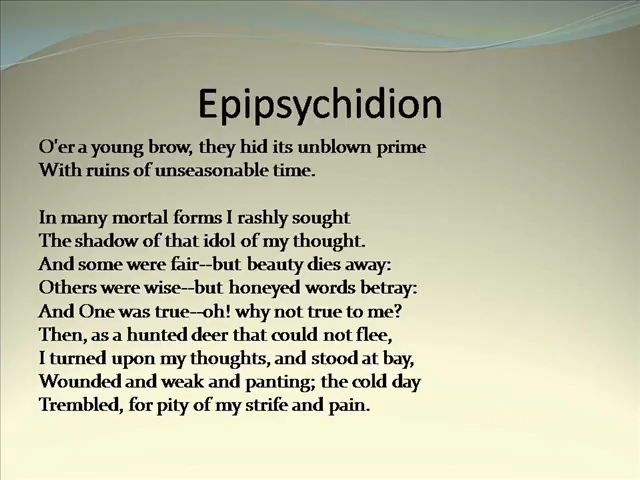 Epipsychidion
O'er a young brow, they hid its unblown prime
With ruins of unseasonable time.
In many mortal forms I rashly sought
The shadow of that idol of my thought.
And some were fair--but beauty dies away:
Others were wise--but honeyed words betray:
And One was true--oh! why not true to me?
Then, as a hunted deer that could not flee,
I turned upon my thoughts, and stood at bay,
Wounded and weak and panting; the cold day
Trembled, for pity of my strife and pain.